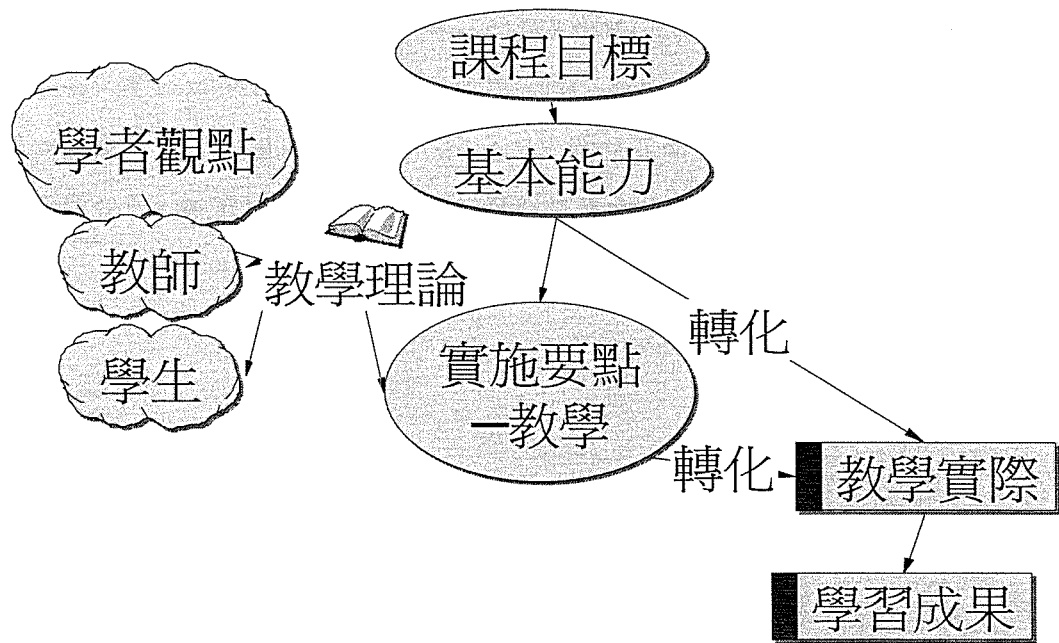 課程目標
學者觀點
基本能力
教師
教學理論
學生
轉化
實施要點
─教學
轉化
教學實際
學習成果